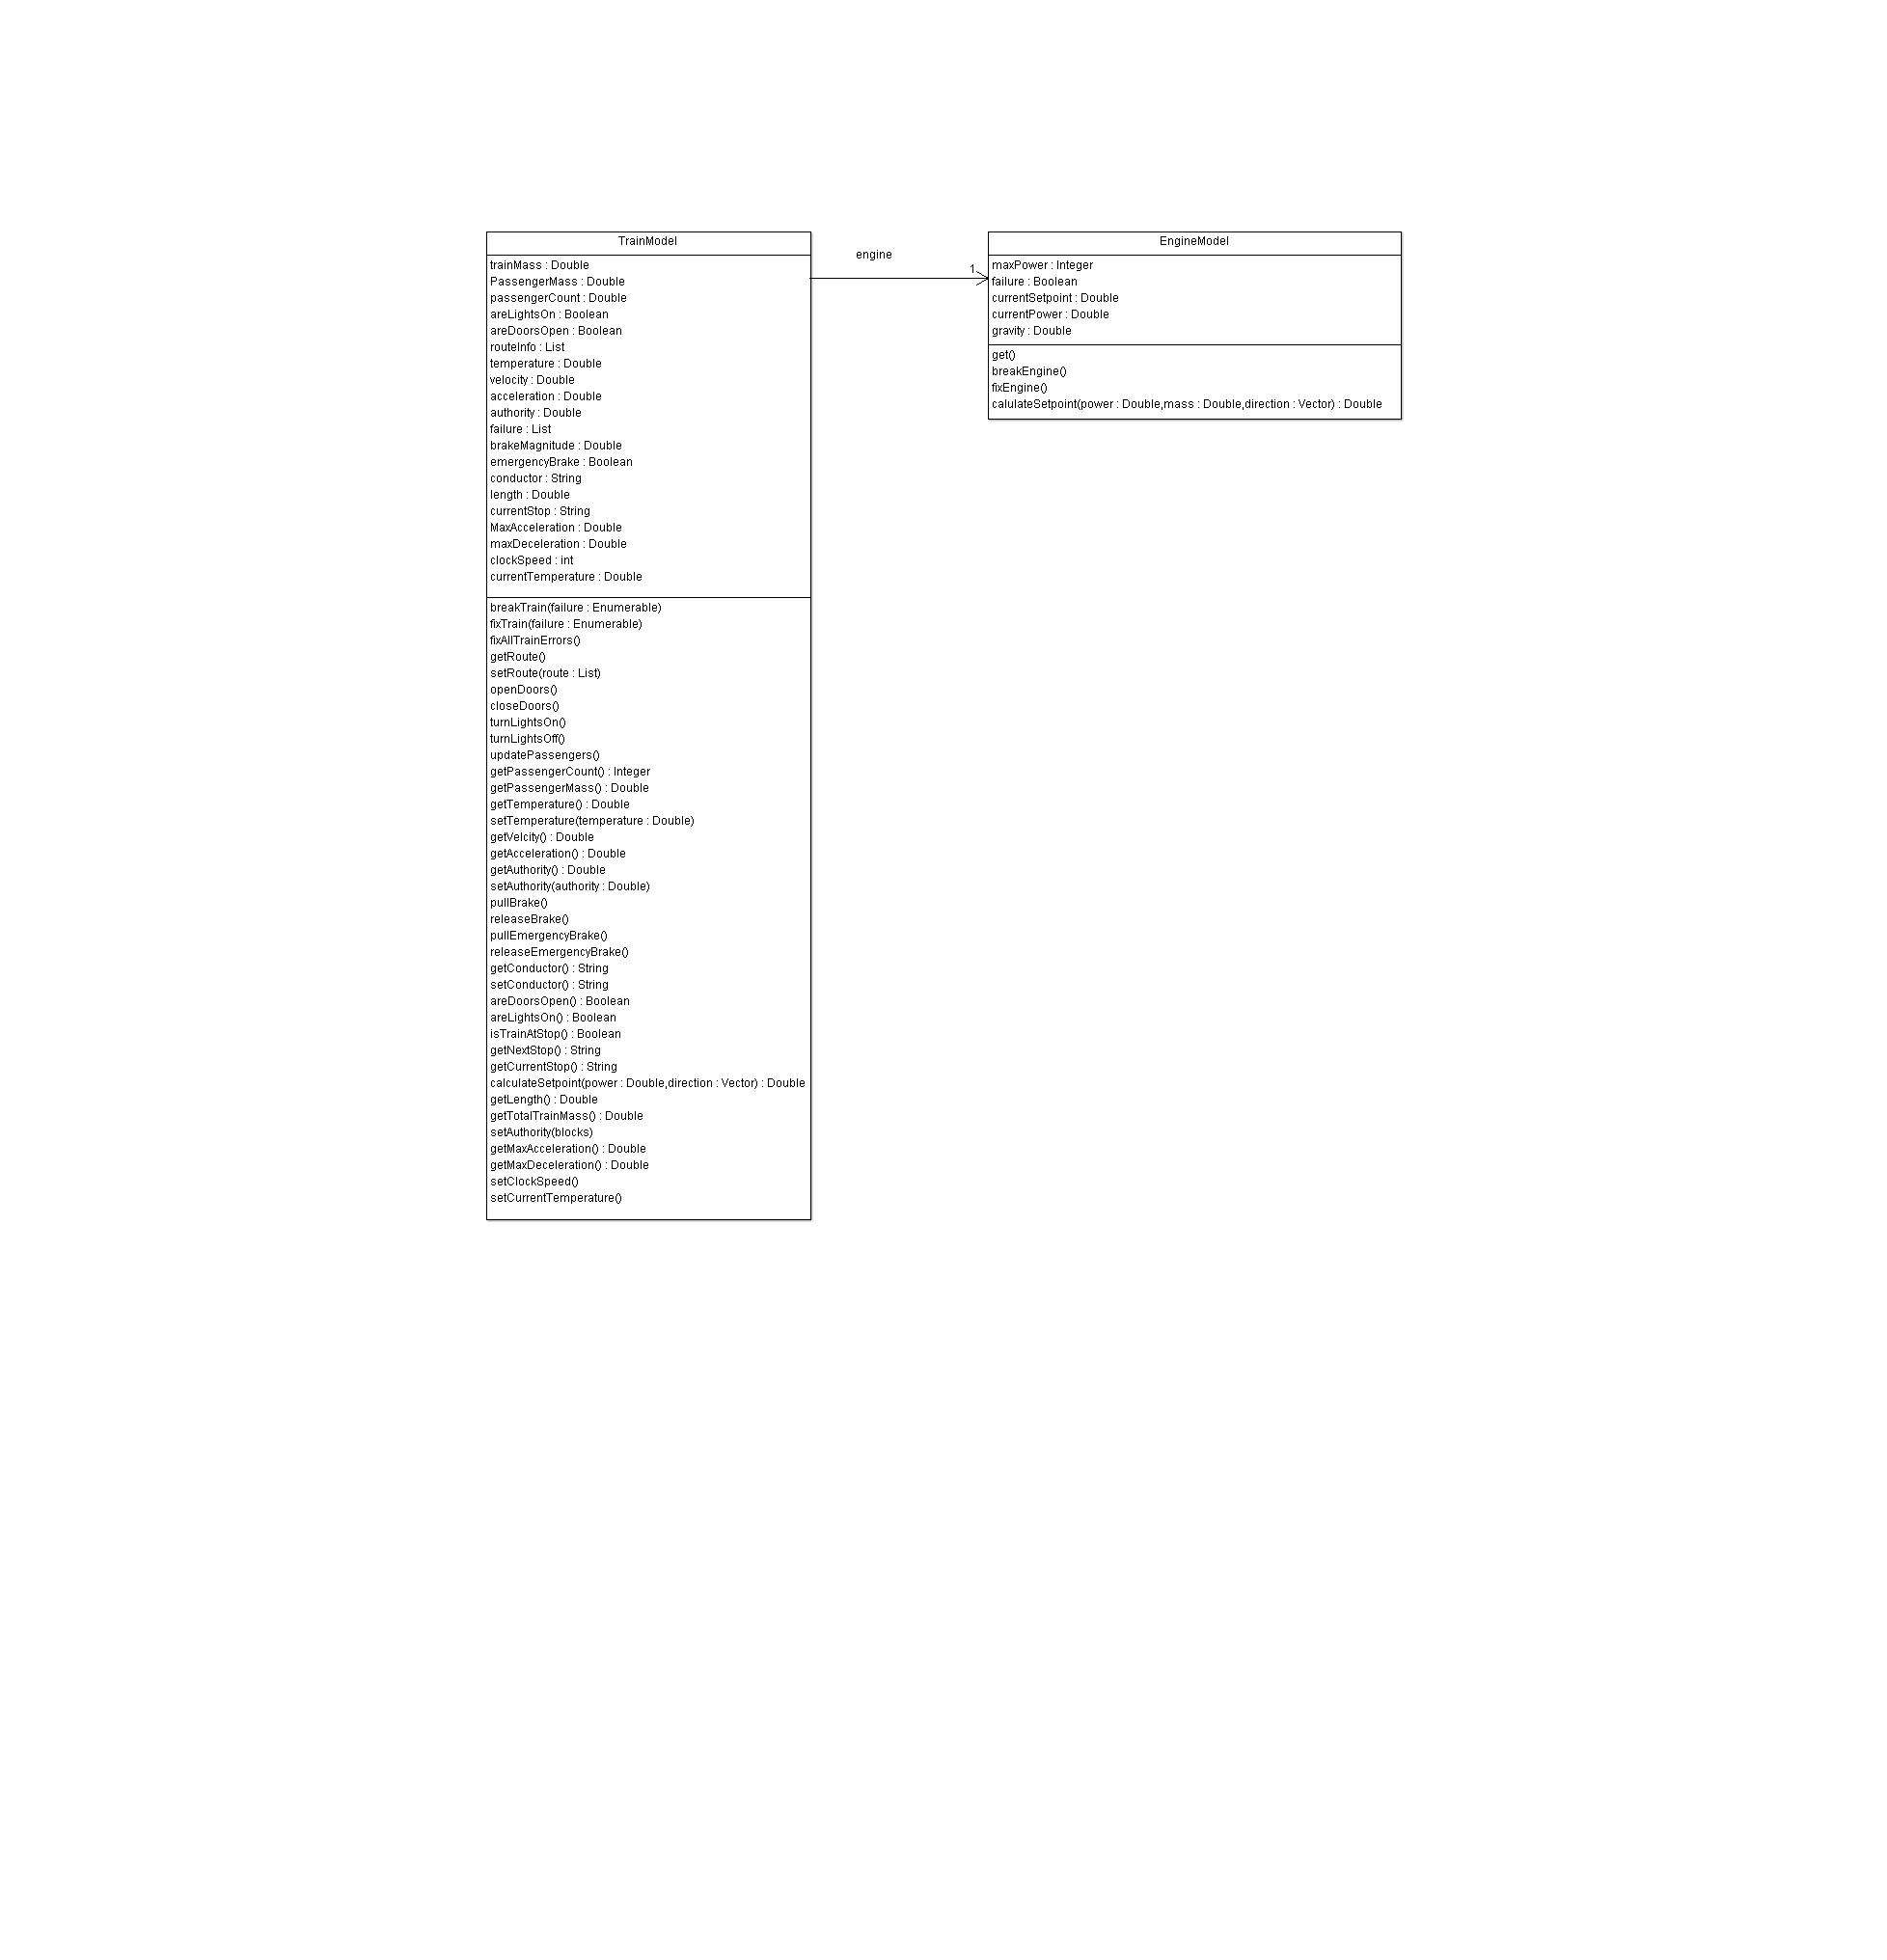 TrainModel
trainMass : Double
PassengerMass : Double
passengerCount : Double
areLightsOn : Boolean
areDoorsOpen : Boolean
routeInfo : List
temperature : Double
velocity : Double
acceleration : Double
authority : Double
failure : List
brakeMagnitude : Double
emergencyBrake : Boolean
conductor : String
length : Double
currentStop : String
MaxAcceleration : Double
maxDeceleration : Double
clockSpeed : int
currentTemperature : Double
breakTrain(failure : Enumerable)
fixTrain(failure : Enumerable)
fixAllTrainErrors()
getRoute()
setRoute(route : List)
openDoors()
closeDoors()
turnLightsOn()
turnLightsOff()
updatePassengers()
getPassengerCount() : Integer
getPassengerMass() : Double
getTemperature() : Double
setTemperature(temperature : Double)
getVelcity() : Double
getAcceleration() : Double
getAuthority() : Double
setAuthority(authority : Double)
pullBrake()
releaseBrake()
pullEmergencyBrake()
releaseEmergencyBrake()
getConductor() : String
setConductor() : String
areDoorsOpen() : Boolean
areLightsOn() : Boolean
isTrainAtStop() : Boolean
getNextStop() : String
getCurrentStop() : String
calculateSetpoint(power : Double,direction : Vector) : Double
getLength() : Double
getTotalTrainMass() : Double
setAuthority(blocks)
getMaxAcceleration() : Double
getMaxDeceleration() : Double
setClockSpeed()
setCurrentTemperature()
engine
1
EngineModel
maxPower : Integer
failure : Boolean
currentSetpoint : Double
currentPower : Double
gravity : Double
get()
breakEngine()
fixEngine()
calulateSetpoint(power : Double,mass : Double,direction : Vector) : Double